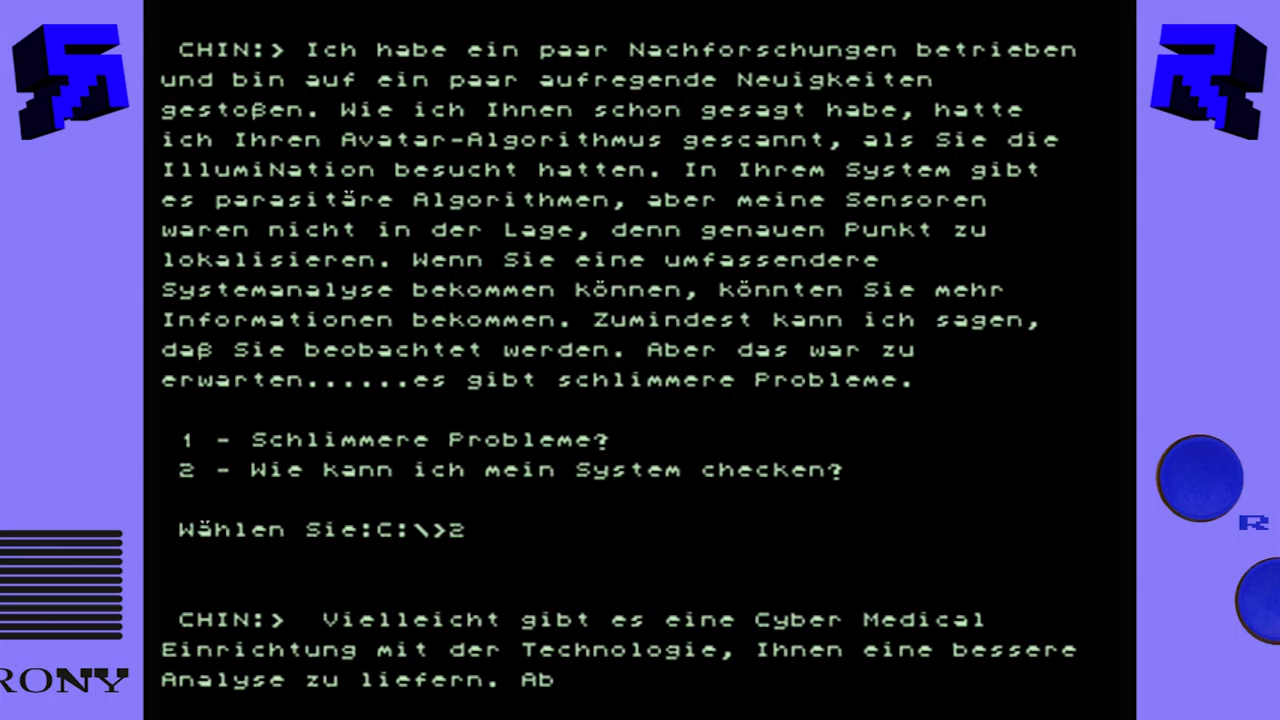 CHIN:> Ich habe ein paar Nachforschungen betrieben
und bin auf ein paar aufregende Neuigkeiten
gestoßen. Wie ich Ihnen schon gesagt habe, hatte
ich Ihren Avatar-Algorithmus gescannt, als Sie die
IllumiNation besucht hatten. In Ihrem System gibt
es parasitäre Algorithmen, aber meine Sensoren
waren nicht in der Lage, denn genauen Punkt zu
lokalisieren. Wenn Sie eine umfassendere
Systemanalyse bekommen können, könnten Sie mehr
Informationen bekommen. Zumindest kann ich sagen,
daß Sie beobachtet werden. Aber das war zu
erwarten......es gibt schlimmere Probleme.
1 - Schlimmere Probleme?
2 - Wie kann ich mein System checken?
Wählen Sie:C:\>2
CHIN:> Vielleicht gibt es eine Cyber Medical
Einrichtung mit der Technologie, Ihnen eine bessere
Analyse zu liefern. Ab
RONY
R